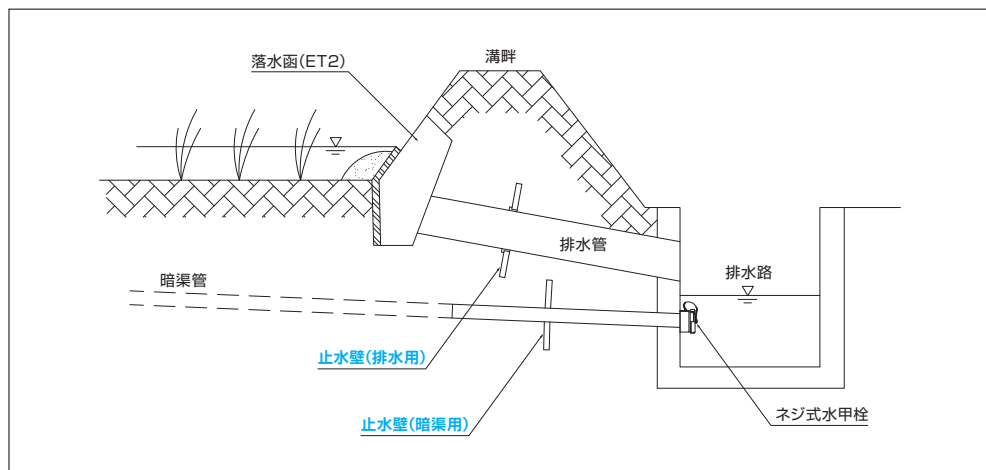 溝畔
落水函(ET2)
排水管
排水路
暗渠管
止水壁(排水用)
止水壁(暗渠用)
ネジ式水甲栓